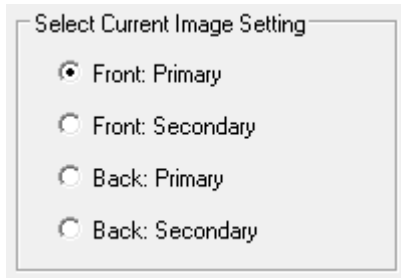 Select Current Image Setting
Front: Primary
Front: Secondary
Back: Primary
Back: Secondary